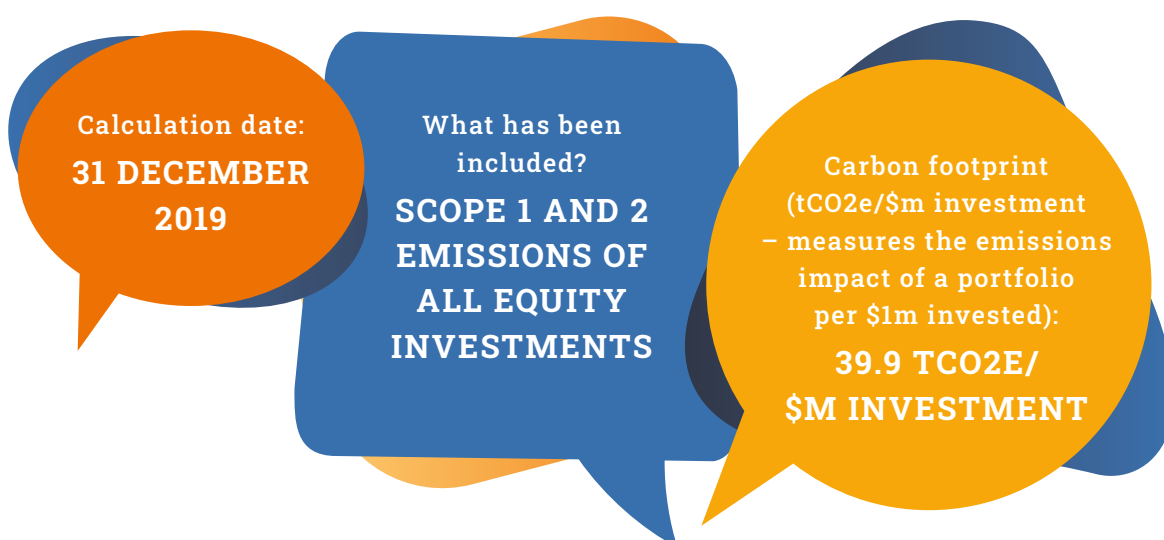 Calculation date:
31 DECEMBER
2019
What has been
included?
SCOPE 1 AND 2
EMISSIONS OF
ALL EQUITY
INVESTMENTS
Carbon footprint
(tCO2e/$m investment
– measures the emissions
impact of a portfolio
per $1m invested):
39.9 TCO2E/
$M INVESTMENT